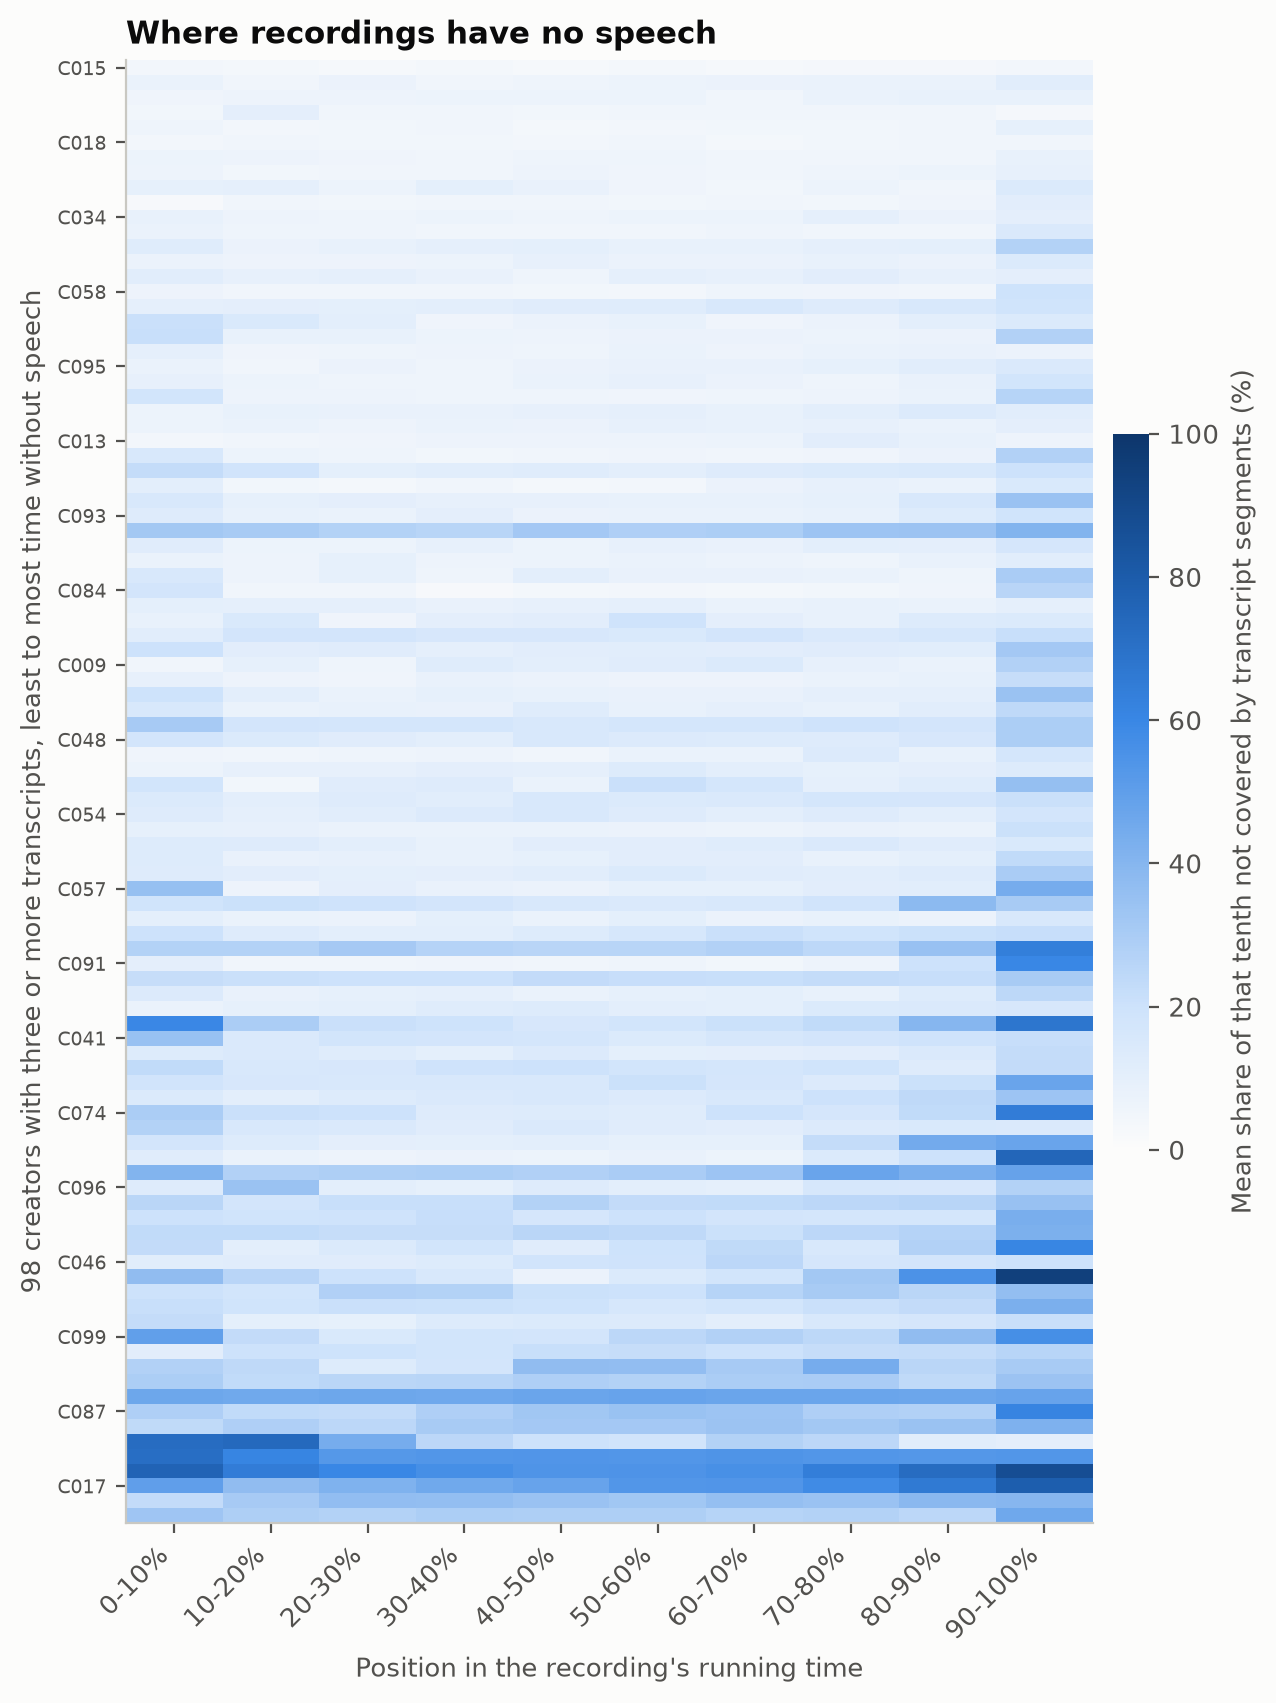 Where recordings have no speech
98 creators with three or more transcripts, least to most time without speech
C015
C018
C034
C058
C095
C013
C093
C084
C009
C048
C054
C057
C091
C041
C074
C096
C046
C099
C087
C017
0-10%
10-20%
20-30%
30-40%
40-50%
50-60%
60-70%
70-80%
80-90%
90-100%
Position in the recording's running time
100
80
60
40
20
0
Mean share of that tenth not covered by transcript segments (%)